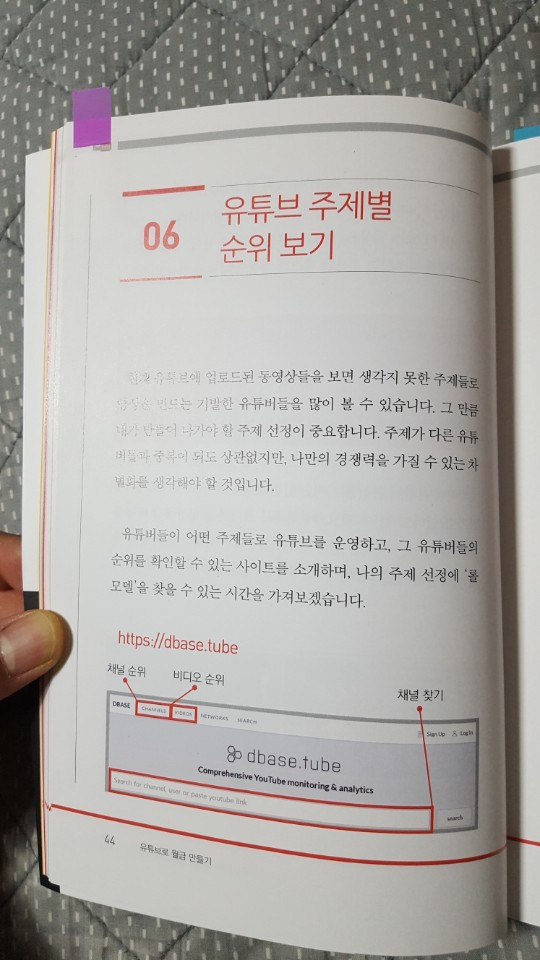 06
유튜브 주제별
순위 보기
현재 유튜브에 업로드된 동영상들을 보면 생각지 못한 주제들로
영상을 만드는 기발한 유튜버들을 많이 볼 수 있습니다. 그 만큼
내가 만들어 나가야 할 주제 선정이 중요합니다. 주제가 다른 유튜
버들과 중복이 되도 상관없지만, 나만의 경쟁력을 가질 수 있는 차
별화를 생각해야 할 것입니다.
유튜버들이 어떤 주제들로 유튜브를 운영하고, 그 유튜버들의
순위를 확인할 수 있는 사이트를 소개하며, 나의 주제 선정에 '롤
모델'을 찾을 수 있는 시간을 가져보겠습니다.
https://dbase.tube
채널 순위 비디오 순위 채널 찾기
DBASE CHANNELS VIDEOS NETWORKS SEARCH Sign Up Log In
dbase.tube
Comprehensive YouTube monitoring & analytics
Search for channel, user or paste youtube link search
44 유튜브로 월급 만들기